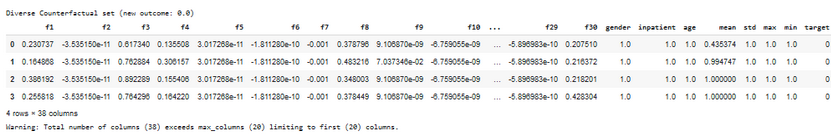 Diverse Counterfactual set (new outcome: 0.0)
f1 f2 f3 f4 f5 f6 f7 f8 f9 f10 ... f29 f30 gender inpatient age mean std max min target
0 0.230737 -3.535150e-11 0.617340 0.135508 3.017268e-11 -1.811280e-10 -0.001 0.378796 9.106870e-09 -6.759055e-09 ... -5.896983e-10 0.207510 1.0 1.0 1.0 0.435374 1.0 1.0 1.0 0
1 0.164868 -3.535150e-11 0.762884 0.306157 3.017268e-11 -1.811280e-10 -0.001 0.483216 7.037346e-02 -6.759055e-09 ... -5.896983e-10 0.216372 1.0 1.0 1.0 0.994747 1.0 1.0 1.0 0
2 0.386192 -3.535150e-11 0.892289 0.155406 3.017268e-11 -1.811280e-10 -0.001 0.348003 9.106870e-09 -6.759055e-09 ... -5.896983e-10 0.218201 1.0 1.0 1.0 1.000000 1.0 1.0 1.0 0
3 0.255818 -3.535150e-11 0.764296 0.164220 3.017268e-11 -1.811280e-10 -0.001 0.378449 9.106870e-09 -6.759055e-09 ... -5.896983e-10 0.428304 1.0 1.0 1.0 1.000000 1.0 1.0 1.0 0
4 rows × 38 columns
Warning: Total number of columns (38) exceeds max_columns (20) limiting to first (20) columns.